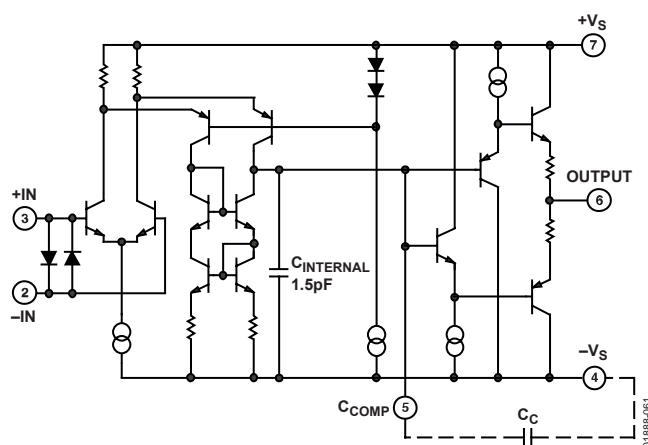 +VS
7
+IN
3
2
–IN
CINTERNAL
1.5pF
OUTPUT
6
–VS
4
CCOMP
5
CC
01888-061